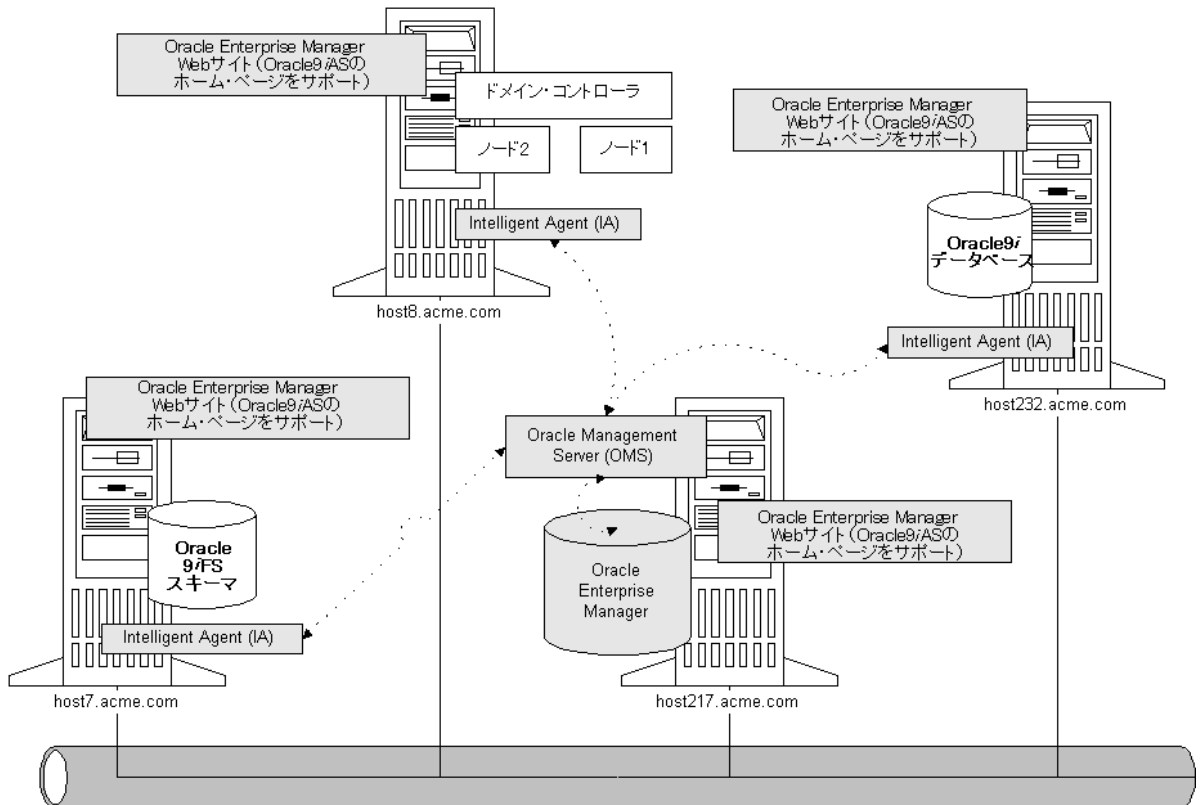 Oracle Enterprise Manager
Webサイト(Oracle9iASの
ホーム・ページをサポート)
ドメイン・コントローラ
ノード2
ノード1
Intelligent Agent (IA)
host8.acme.com
Oracle Enterprise Manager
Webサイト(Oracle9iASの
ホーム・ページをサポート)
Oracle9i
データベース
Intelligent Agent (IA)
host232.acme.com
Oracle Enterprise Manager
Webサイト(Oracle9iASの
ホーム・ページをサポート)
Oracle
9iFS
スキーマ
Intelligent Agent (IA)
host7.acme.com
Oracle Management
Server (OMS)
Oracle Enterprise Manager
Webサイト(Oracle9iASの
ホーム・ページをサポート)
Oracle
Enterprise
Manager
host217.acme.com